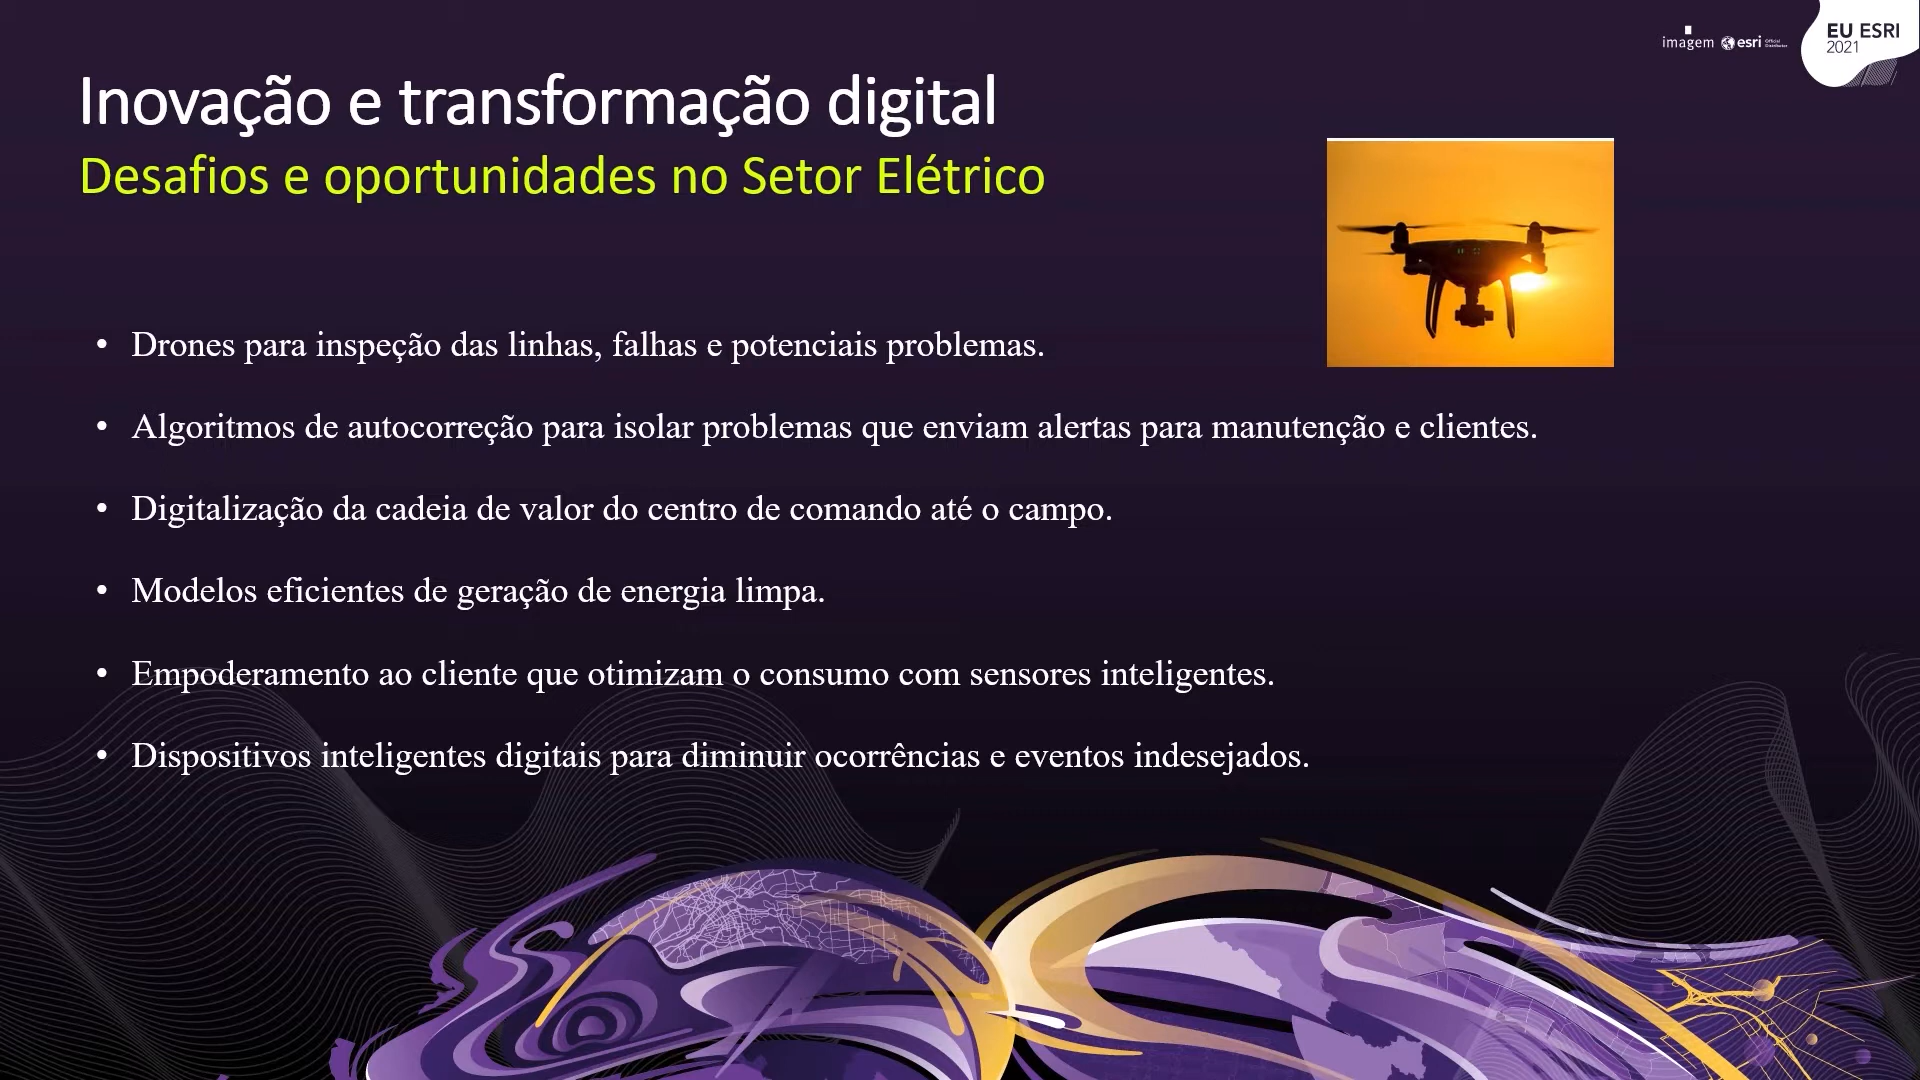 imagem esri Official Distributor
EU ESRI
2021
Inovação e transformação digital
Desafios e oportunidades no Setor Elétrico
• Drones para inspeção das linhas, falhas e potenciais problemas.
• Algoritmos de autocorreção para isolar problemas que enviam alertas para manutenção e clientes.
• Digitalização da cadeia de valor do centro de comando até o campo.
• Modelos eficientes de geração de energia limpa.
• Empoderamento ao cliente que otimizam o consumo com sensores inteligentes.
• Dispositivos inteligentes digitais para diminuir ocorrências e eventos indesejados.